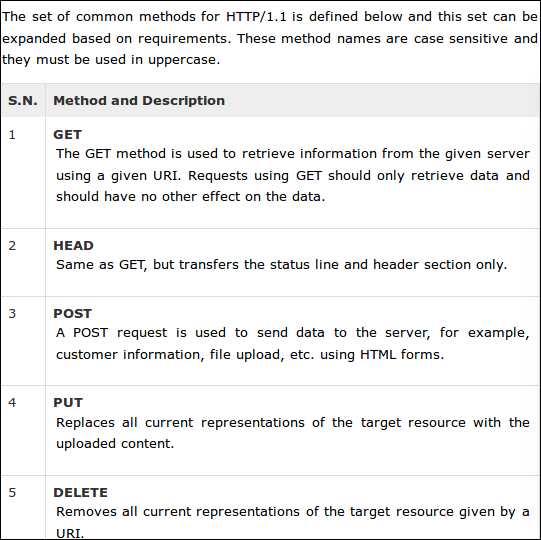 The set of common methods for HTTP/1.1 is defined below and this set can be
expanded based on requirements. These method names are case sensitive and
they must be used in uppercase.
S.N. Method and Description
1 GET
The GET method is used to retrieve information from the given server
using a given URI. Requests using GET should only retrieve data and
should have no other effect on the data.
2 HEAD
Same as GET, but transfers the status line and header section only.
3 POST
A POST request is used to send data to the server, for example,
customer information, file upload, etc. using HTML forms.
4 PUT
Replaces all current representations of the target resource with the
uploaded content.
5 DELETE
Removes all current representations of the target resource given by a
URI.